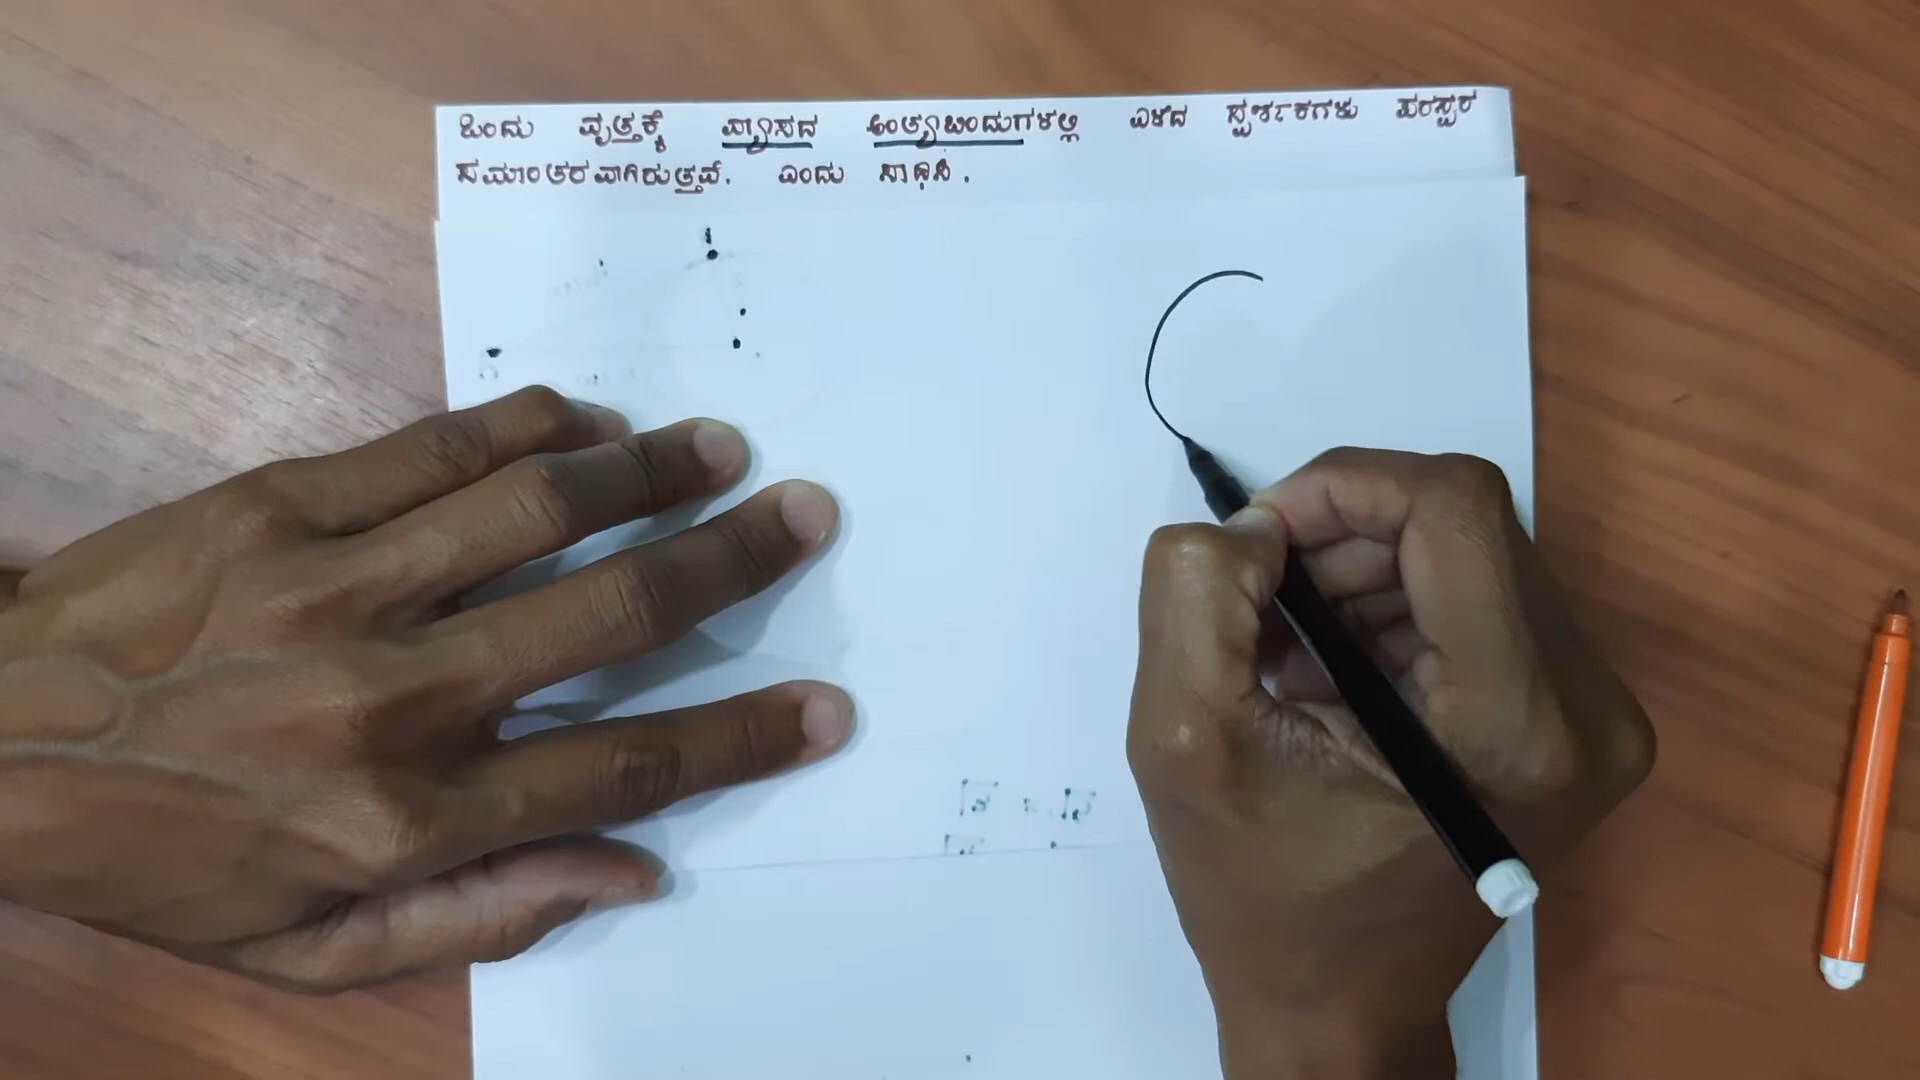 ಒಂದು ವೃತ್ತಕ್ಕೆ ವ್ಯಾಸದ ಅಂತ್ಯಬಿಂದುಗಳಲ್ಲಿ ಎಳೆದ ಸ್ಪರ್ಶಕಗಳು ಪರಸ್ಪರ
ಸಮಾಂತರವಾಗಿರುತ್ತವೆ. ಎಂದು ಸಾಧಿಸಿ.